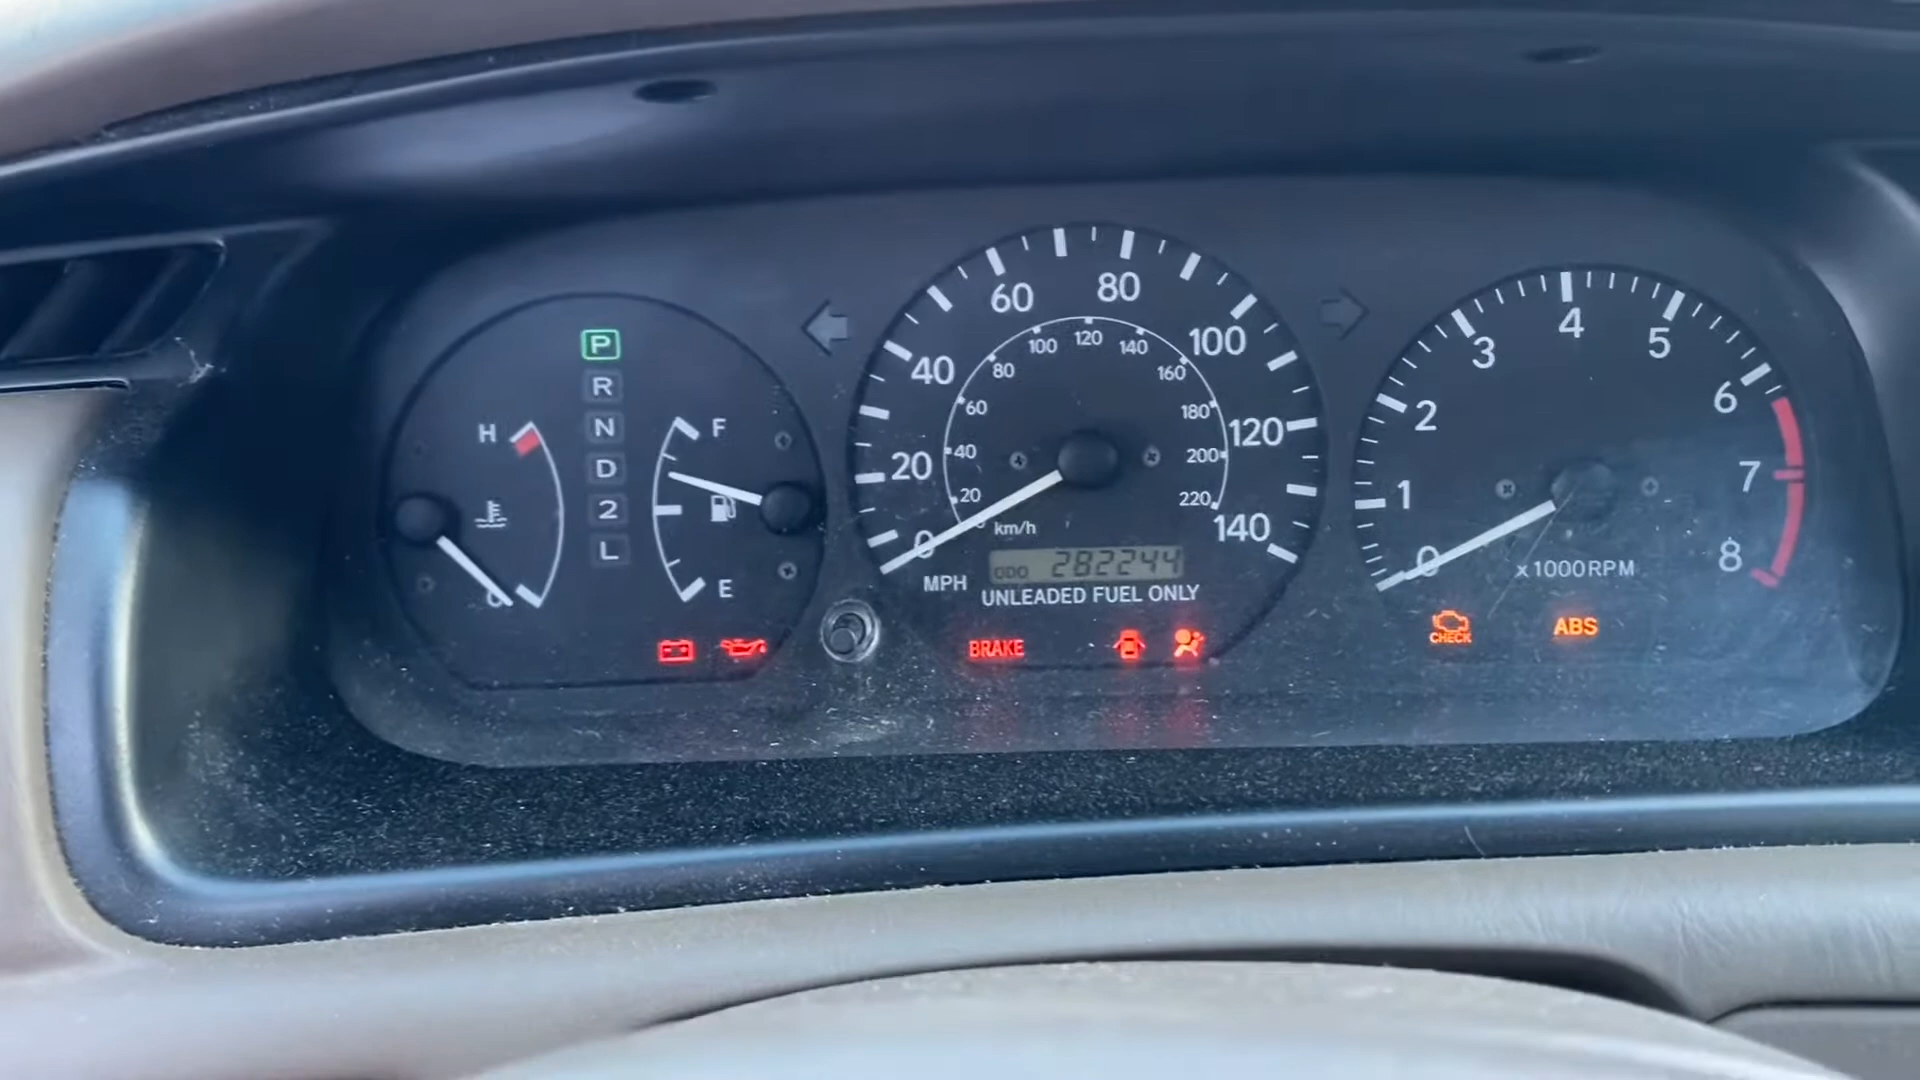 P
R
N
D
2
L
H
C
F
E
0
20
40
60
80
100
120
140
20
40
60
80
100
120
140
160
180
200
220
km/h
MPH
ODO 282244
UNLEADED FUEL ONLY
BRAKE
0
1
2
3
4
5
6
7
8
x1000RPM
CHECK
ABS